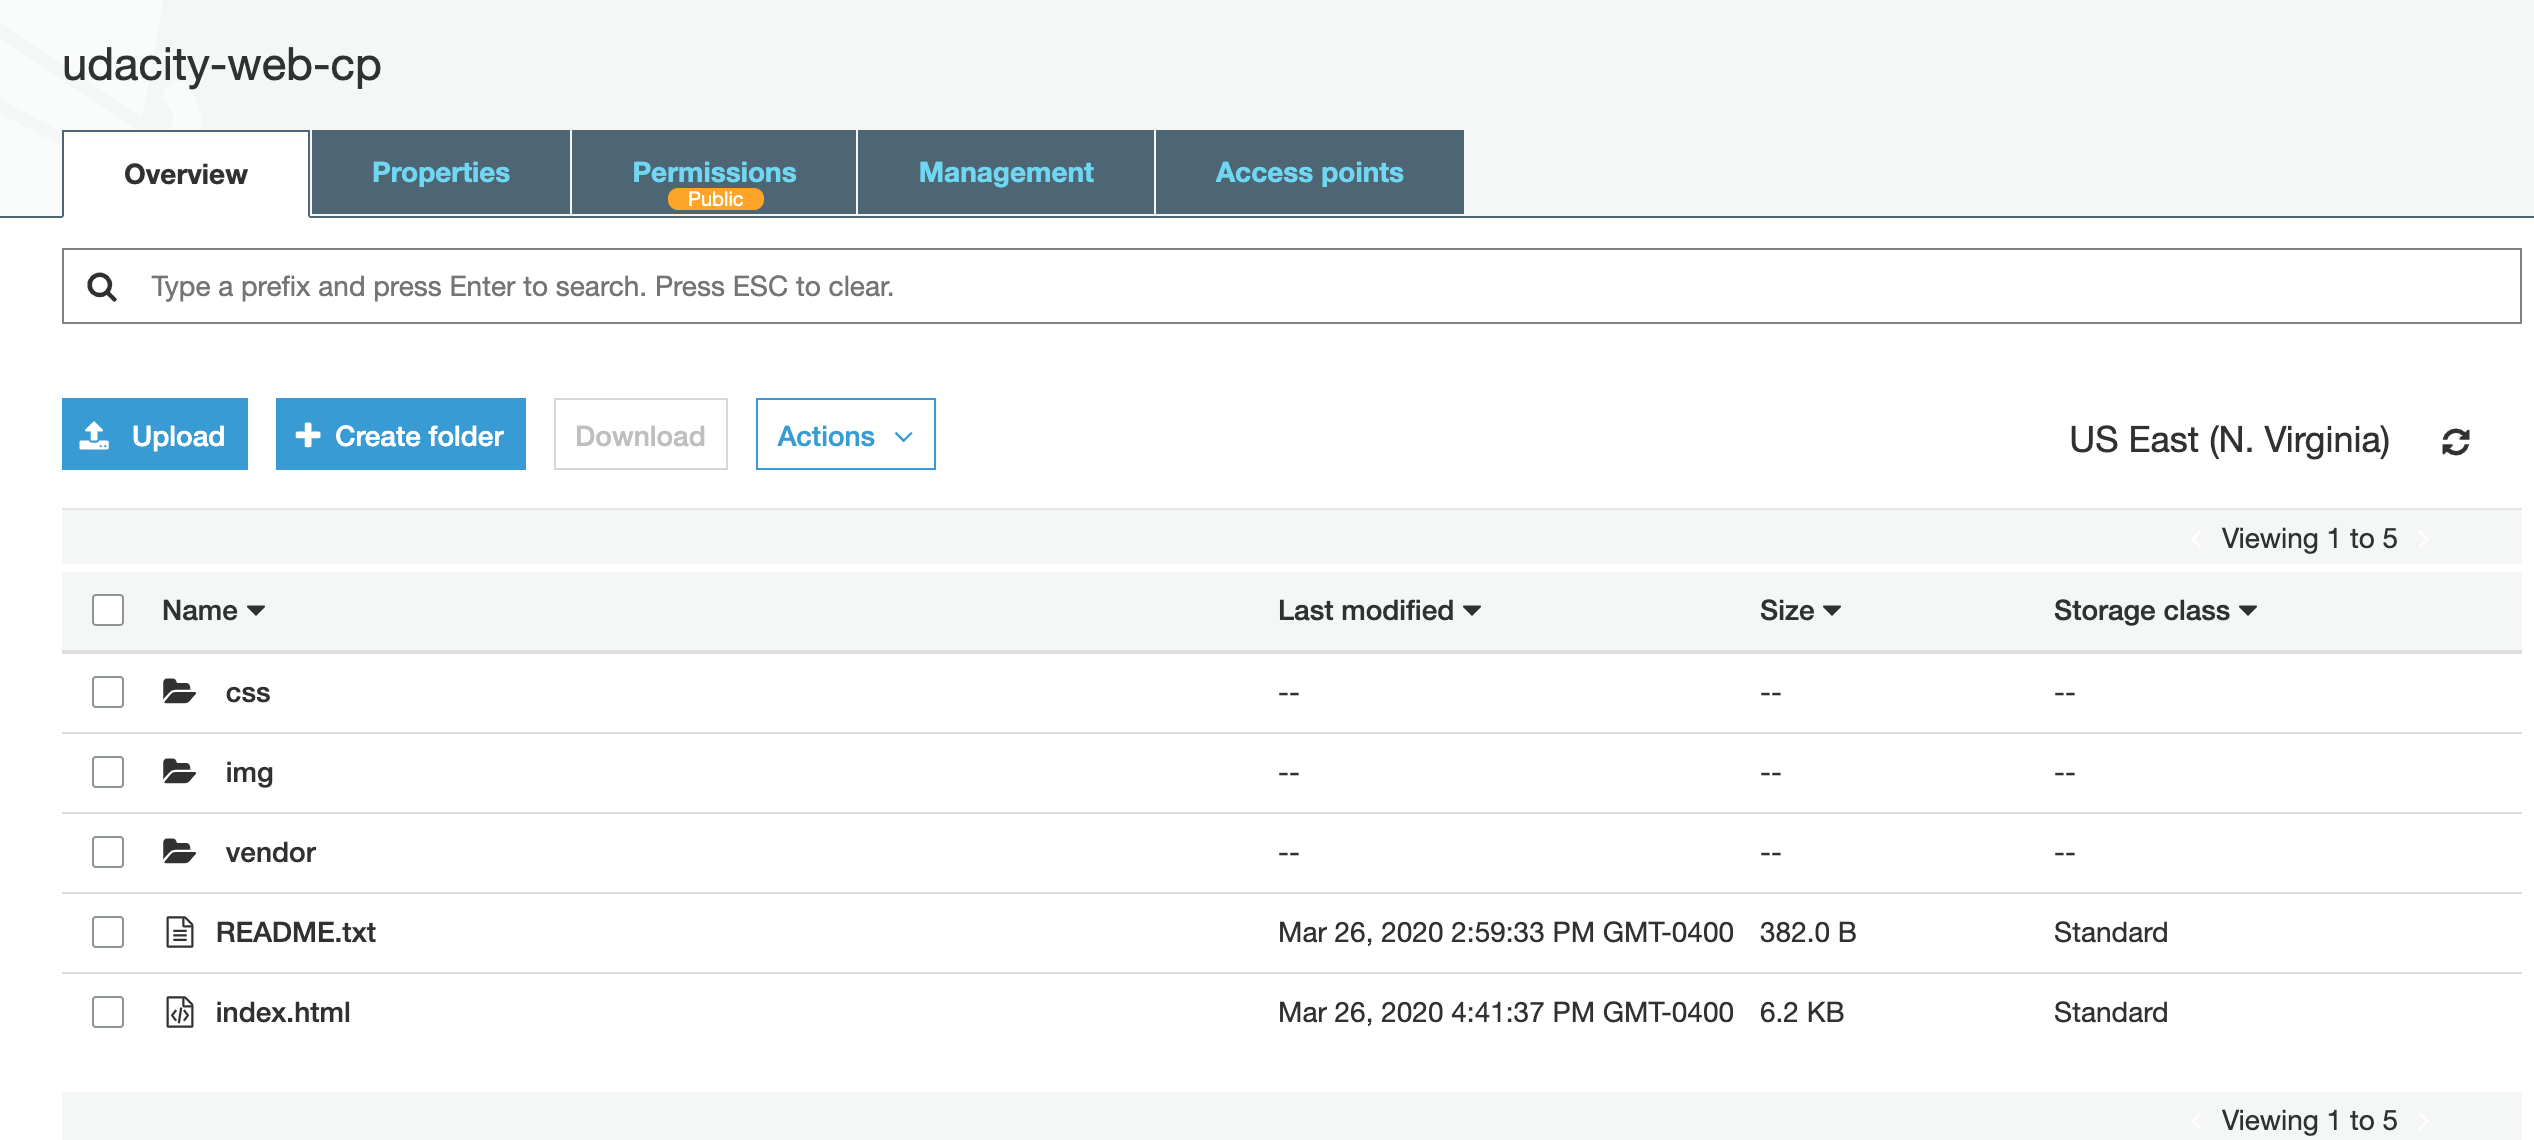 udacity-web-cp
Overview Properties Permissions Management Access points
Public
Type a prefix and press Enter to search. Press ESC to clear.
Upload Create folder Download Actions US East (N. Virginia)
Viewing 1 to 5
Name Last modified Size Storage class
css -- -- --
img -- -- --
vendor -- -- --
README.txt Mar 26, 2020 2:59:33 PM GMT-0400 382.0 B Standard
index.html Mar 26, 2020 4:41:37 PM GMT-0400 6.2 KB Standard
Viewing 1 to 5